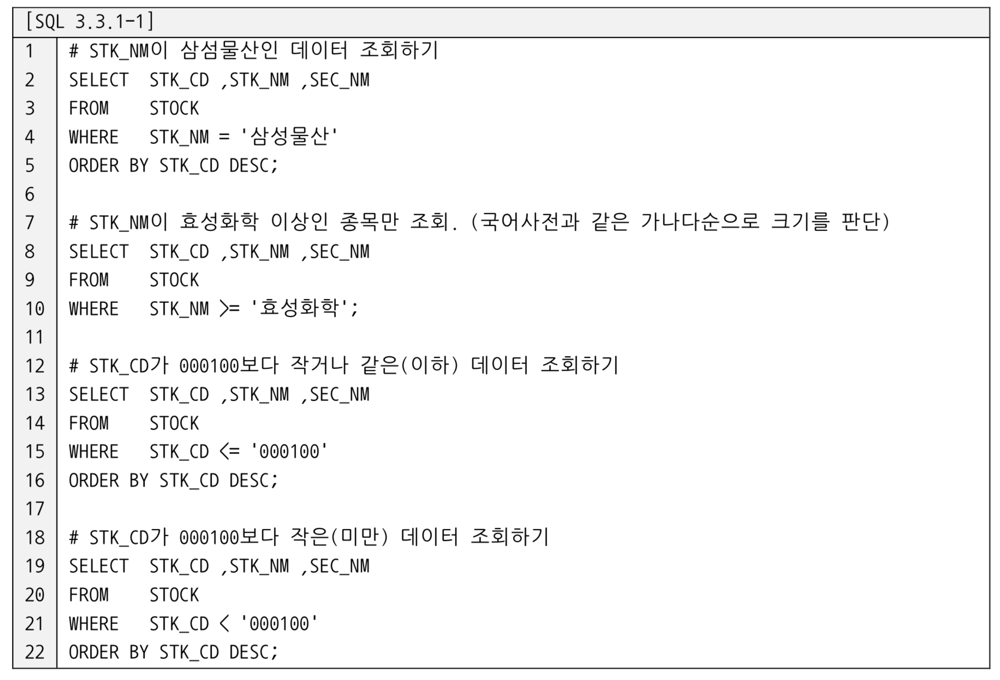 [SQL 3.3.1-1]
1 # STK_NM이 삼섬물산인 데이터 조회하기
2 SELECT  STK_CD ,STK_NM ,SEC_NM
3 FROM    STOCK
4 WHERE   STK_NM = '삼성물산'
5 ORDER BY STK_CD DESC;
6
7 # STK_NM이 효성화학 이상인 종목만 조회. (국어사전과 같은 가나다순으로 크기를 판단)
8 SELECT  STK_CD ,STK_NM ,SEC_NM
9 FROM    STOCK
10 WHERE   STK_NM >= '효성화학';
11
12 # STK_CD가 000100보다 작거나 같은(이하) 데이터 조회하기
13 SELECT  STK_CD ,STK_NM ,SEC_NM
14 FROM    STOCK
15 WHERE   STK_CD <= '000100'
16 ORDER BY STK_CD DESC;
17
18 # STK_CD가 000100보다 작은(미만) 데이터 조회하기
19 SELECT  STK_CD ,STK_NM ,SEC_NM
20 FROM    STOCK
21 WHERE   STK_CD < '000100'
22 ORDER BY STK_CD DESC;